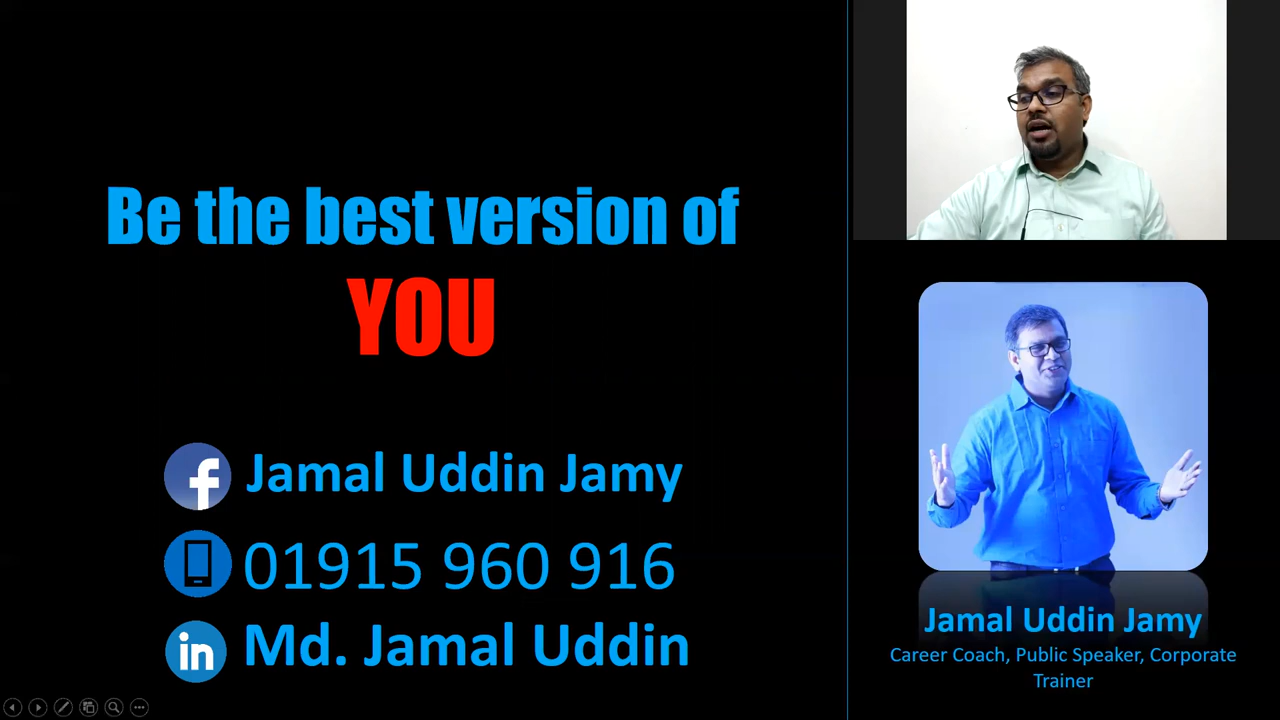 Be the best version of
YOU
Jamal Uddin Jamy
01915 960 916
Md. Jamal Uddin
Jamal Uddin Jamy
Career Coach, Public Speaker, Corporate
Trainer